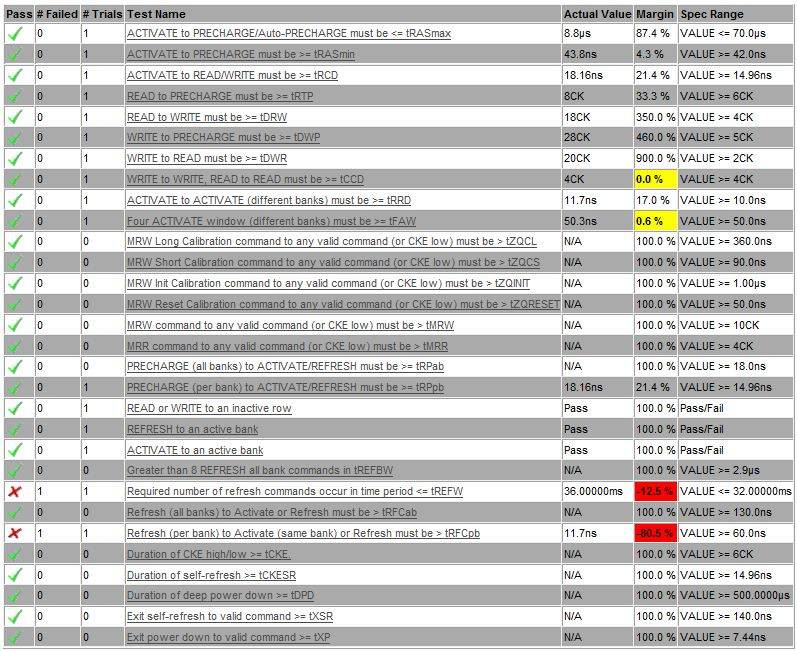 Pass # Failed # Trials Test Name Actual Value Margin Spec Range
0 1 ACTIVATE to PRECHARGE/Auto-PRECHARGE must be <= tRASmax 8.8µs 87.4 % VALUE <= 70.0µs
0 1 ACTIVATE to PRECHARGE must be >= tRASmin 43.8ns 4.3 % VALUE >= 42.0ns
0 1 ACTIVATE to READ/WRITE must be >= tRCD 18.16ns 21.4 % VALUE >= 14.96ns
0 1 READ to PRECHARGE must be >= tRTP 8CK 33.3 % VALUE >= 6CK
0 1 READ to WRITE must be >= tDRW 18CK 350.0 % VALUE >= 4CK
0 1 WRITE to PRECHARGE must be >= tDWP 28CK 460.0 % VALUE >= 5CK
0 1 WRITE to READ must be >= tDWR 20CK 900.0 % VALUE >= 2CK
0 1 WRITE to WRITE, READ to READ must be >= tCCD 4CK 0.0 % VALUE >= 4CK
0 1 ACTIVATE to ACTIVATE (different banks) must be >= tRRD 11.7ns 17.0 % VALUE >= 10.0ns
0 1 Four ACTIVATE window (different banks) must be >= tFAW 50.3ns 0.6 % VALUE >= 50.0ns
0 0 MRW Long Calibration command to any valid command (or CKE low) must be > tZQCL N/A 100.0 % VALUE >= 360.0ns
0 0 MRW Short Calibration command to any valid command (or CKE low) must be > tZQCS N/A 100.0 % VALUE >= 90.0ns
0 0 MRW Init Calibration command to any valid command (or CKE low) must be > tZQINIT N/A 100.0 % VALUE >= 1.00µs
0 0 MRW Reset Calibration command to any valid command (or CKE low) must be > tZQRESET N/A 100.0 % VALUE >= 50.0ns
0 0 MRW command to any valid command (or CKE low) must be > tMRW N/A 100.0 % VALUE >= 10CK
0 0 MRR command to any valid command (or CKE low) must be > tMRR N/A 100.0 % VALUE >= 4CK
0 0 PRECHARGE (all banks) to ACTIVATE/REFRESH must be >= tRPab N/A 100.0 % VALUE >= 18.0ns
0 1 PRECHARGE (per bank) to ACTIVATE/REFRESH must be >= tRPpb 18.16ns 21.4 % VALUE >= 14.96ns
0 1 READ or WRITE to an inactive row Pass 100.0 % Pass/Fail
0 1 REFRESH to an active bank Pass 100.0 % Pass/Fail
0 1 ACTIVATE to an active bank Pass 100.0 % Pass/Fail
0 0 Greater than 8 REFRESH all bank commands in tREFBW N/A 100.0 % VALUE >= 2.9µs
1 1 Required number of refresh commands occur in time period <= tREFW 36.00000ms -12.5 % VALUE <= 32.00000ms
0 0 Refresh (all banks) to Activate or Refresh must be > tRFCab N/A 100.0 % VALUE >= 130.0ns
1 1 Refresh (per bank) to Activate (same bank) or Refresh must be > tRFCpb 11.7ns -80.5 % VALUE >= 60.0ns
0 0 Duration of CKE high/low >= tCKE. N/A 100.0 % VALUE >= 6CK
0 0 Duration of self-refresh >= tCKESR N/A 100.0 % VALUE >= 14.96ns
0 0 Duration of deep power down >= tDPD N/A 100.0 % VALUE >= 500.0000µs
0 0 Exit self-refresh to valid command >= tXSR N/A 100.0 % VALUE >= 140.0ns
0 0 Exit power down to valid command >= tXP N/A 100.0 % VALUE >= 7.44ns